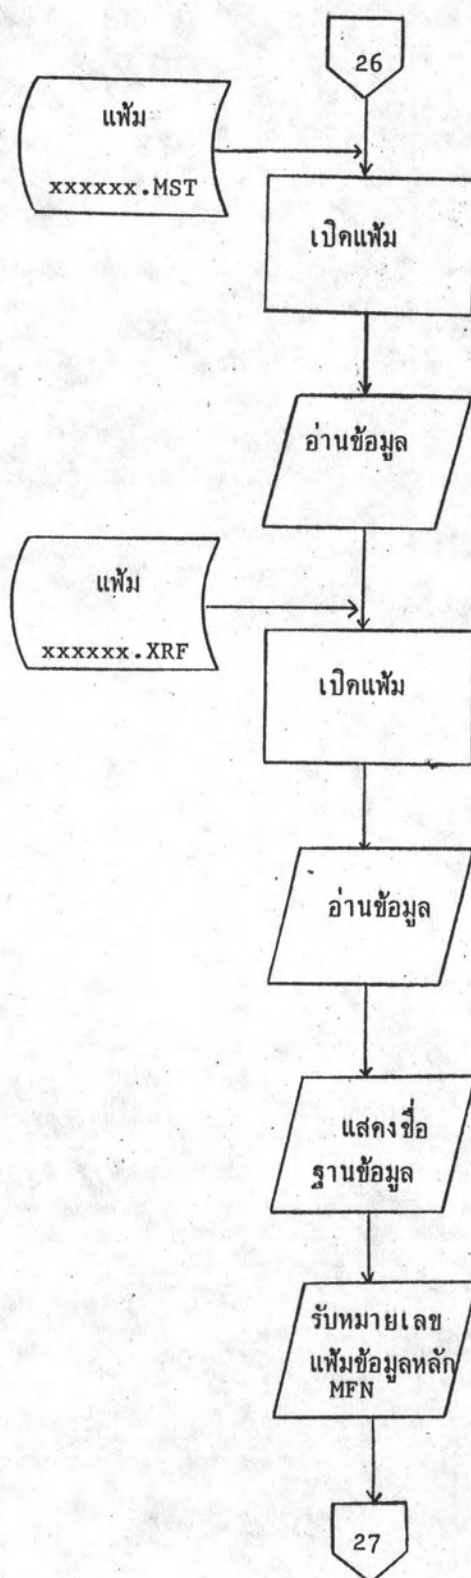 26
แฟ้ม
xxxxxx.MST
เปิดแฟ้ม
อ่านข้อมูล
แฟ้ม
xxxxxx.XRF
เปิดแฟ้ม
อ่านข้อมูล
แสดงชื่อ
ฐานข้อมูล
รับหมายเลข
แฟ้มข้อมูลหลัก
MFN
27